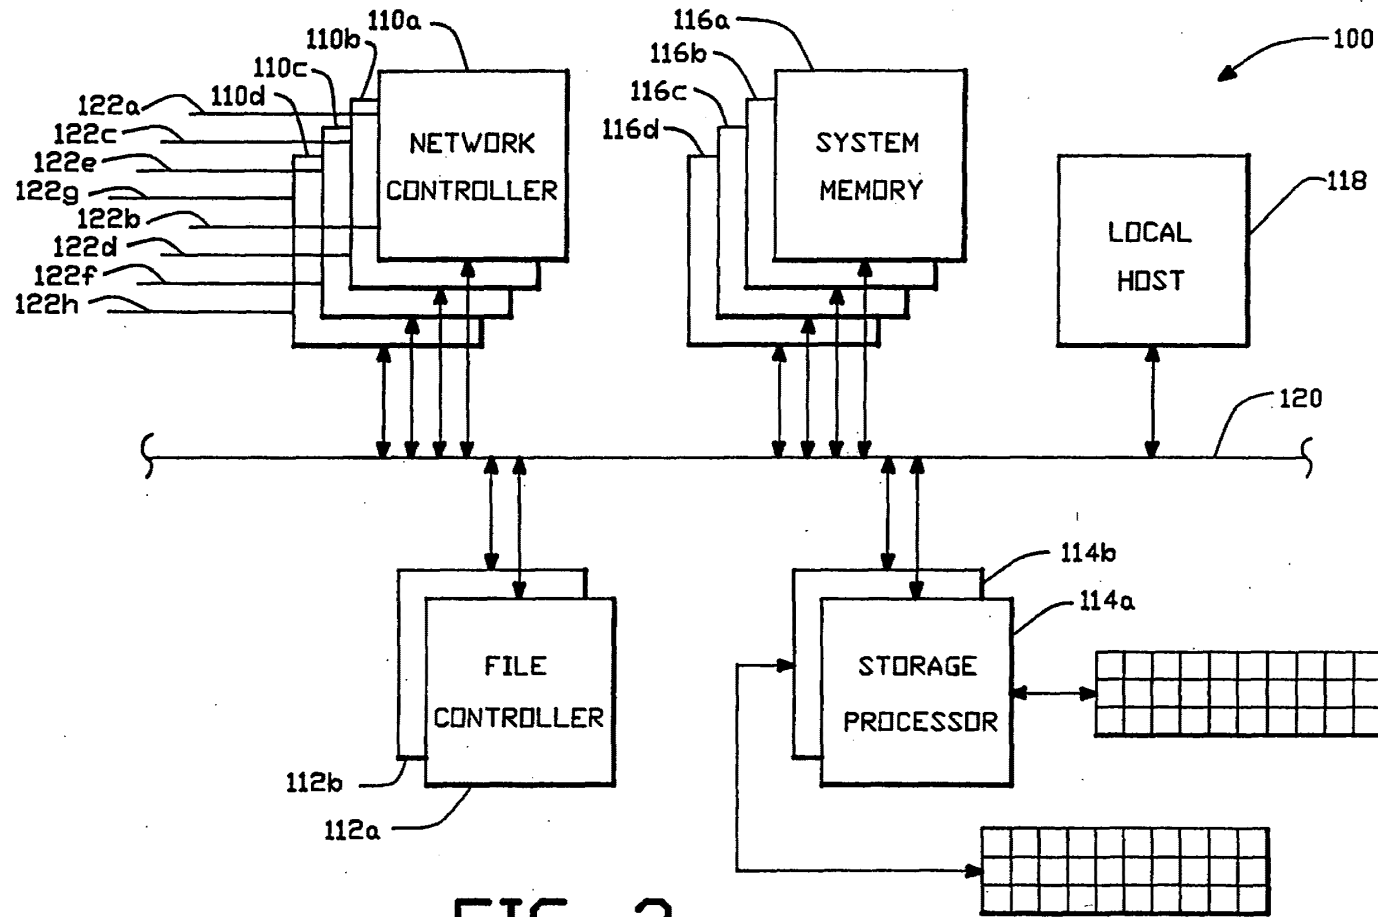 110a
116a
100
110b
116b
110c
116c
110d
116d
122a
122c
122e
122g
122b
122d
122f
122h
NETWORK
CONTROLLER
SYSTEM
MEMORY
118
LOCAL
HOST
120
114b
114a
FILE
CONTROLLER
STORAGE
PROCESSOR
112b
112a